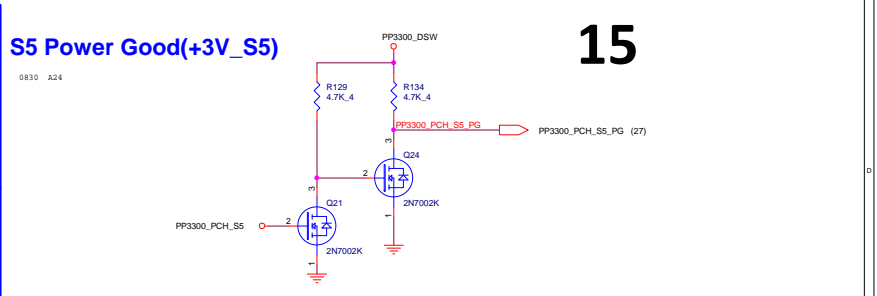 S5 Power Good(+3V_S5)
15
0830 A24
PP3300_DSW
R129
4.7K_4
R134
4.7K_4
PP3300_PCH_S5_PG
PP3300_PCH_S5_PG (27)
3
Q24
2
2N7002K
3
1
Q21
PP3300_PCH_S5
2
2N7002K
1
D